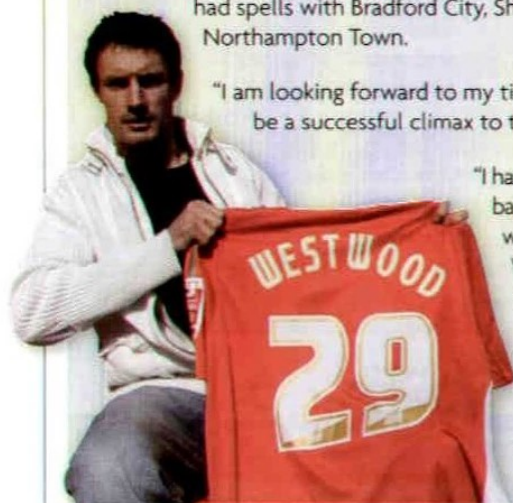 had spells with Bradford City, Sh
Northampton Town.
"I am looking forward to my ti
be a successful climax to t
"I ha
ba
w
WESTWOOD
29